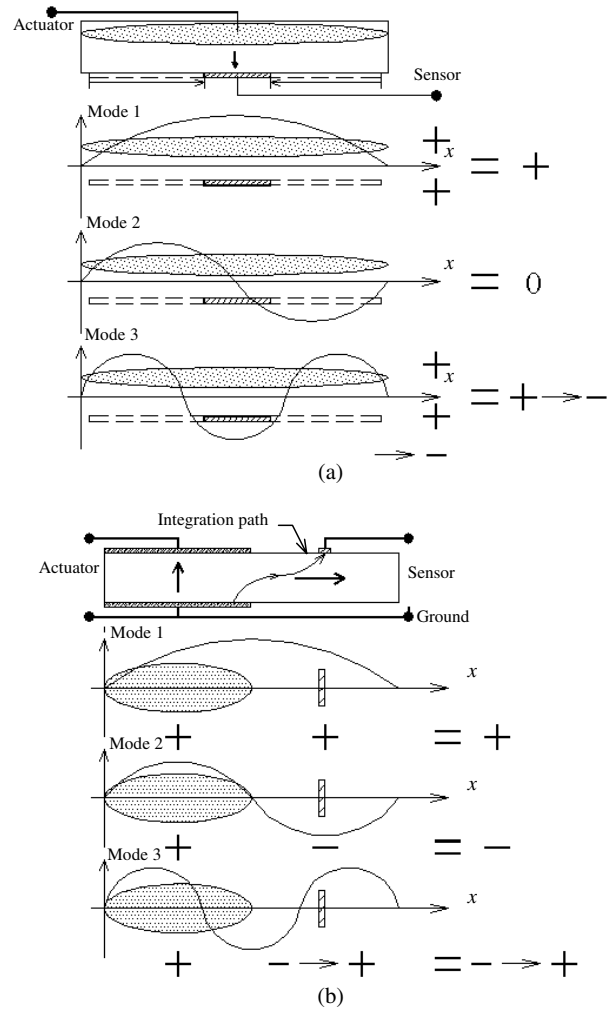 Actuator
Sensor
Mode 1
+
x
= +
+
Mode 2
x
= 0
Mode 3
+
x
= + → −
+
→ −
(a)
Integration path
Actuator
Sensor
Ground
Mode 1
x
+ + = +
Mode 2
x
+ − = −
Mode 3
x
+ − → + = − → +
(b)